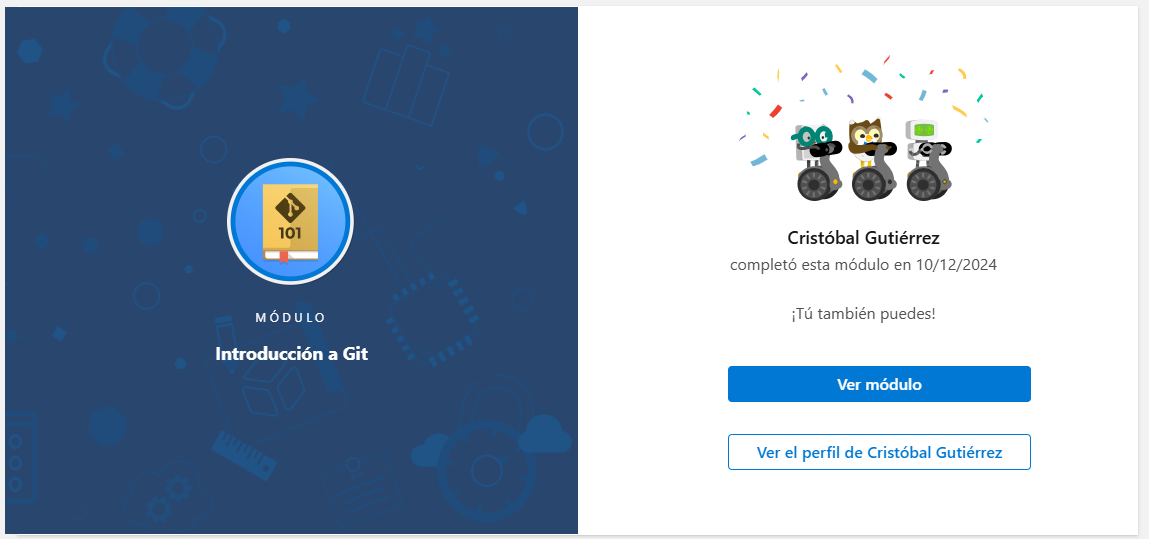 101
MÓDULO
Introducción a Git
Cristóbal Gutiérrez
completó esta módulo en 10/12/2024
¡Tú también puedes!
Ver módulo
Ver el perfil de Cristóbal Gutiérrez